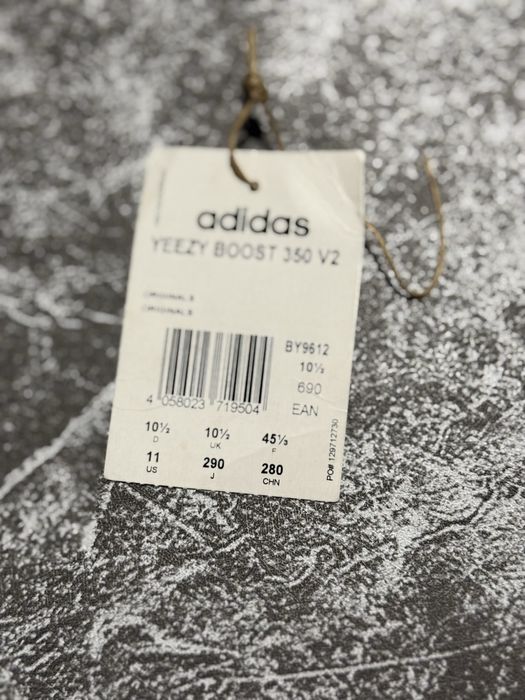 adidas
YEEZY BOOST 350 V2
ORIGINALS
ORIGINALS
BY9612
10½
690
4 058023 719504
EAN
10½ 10½ 45⅓
D UK F
11 290 280
US J CHN
PO# 129712730